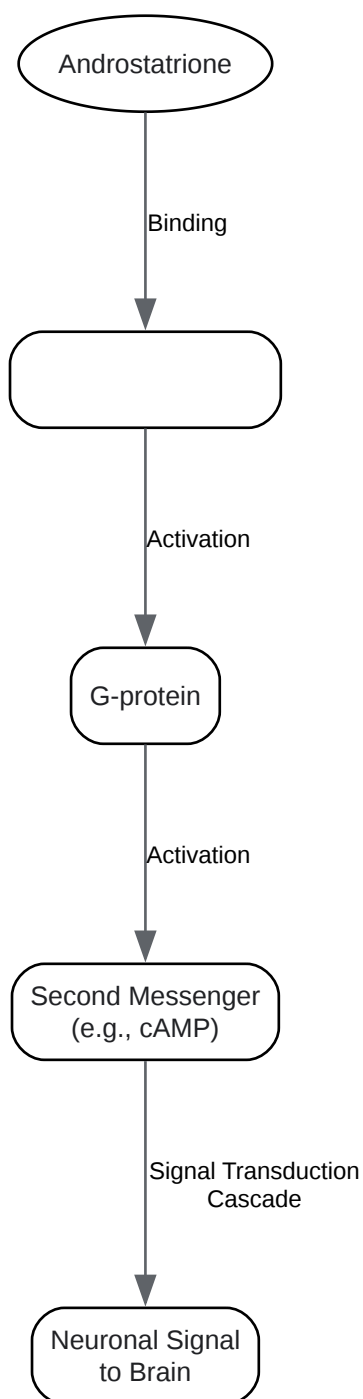 Androstatrione
Binding
Activation
G-protein
Activation
Second Messenger
(e.g., cAMP)
Signal Transduction
Cascade
Neuronal Signal
to Brain